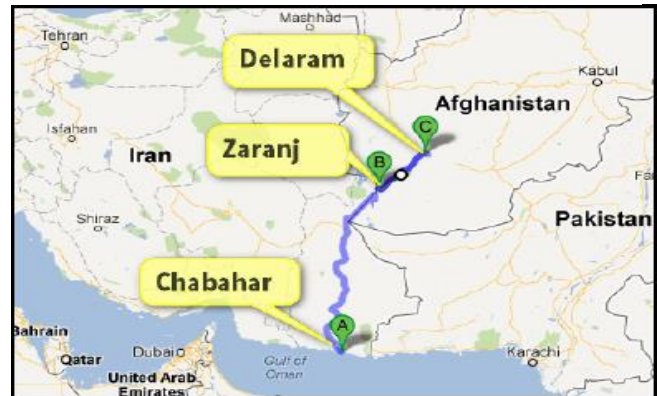 Mashhad
Tehran
Delaram
Kabul
Afghanistan
C
Isfahan
Iran
Zaranj
B
Shiraz
Pakistan
Chabahar
A
Bahrain
Qatar
Dubai
Gulf of
Oman
Karachi
United Arab
Emirates